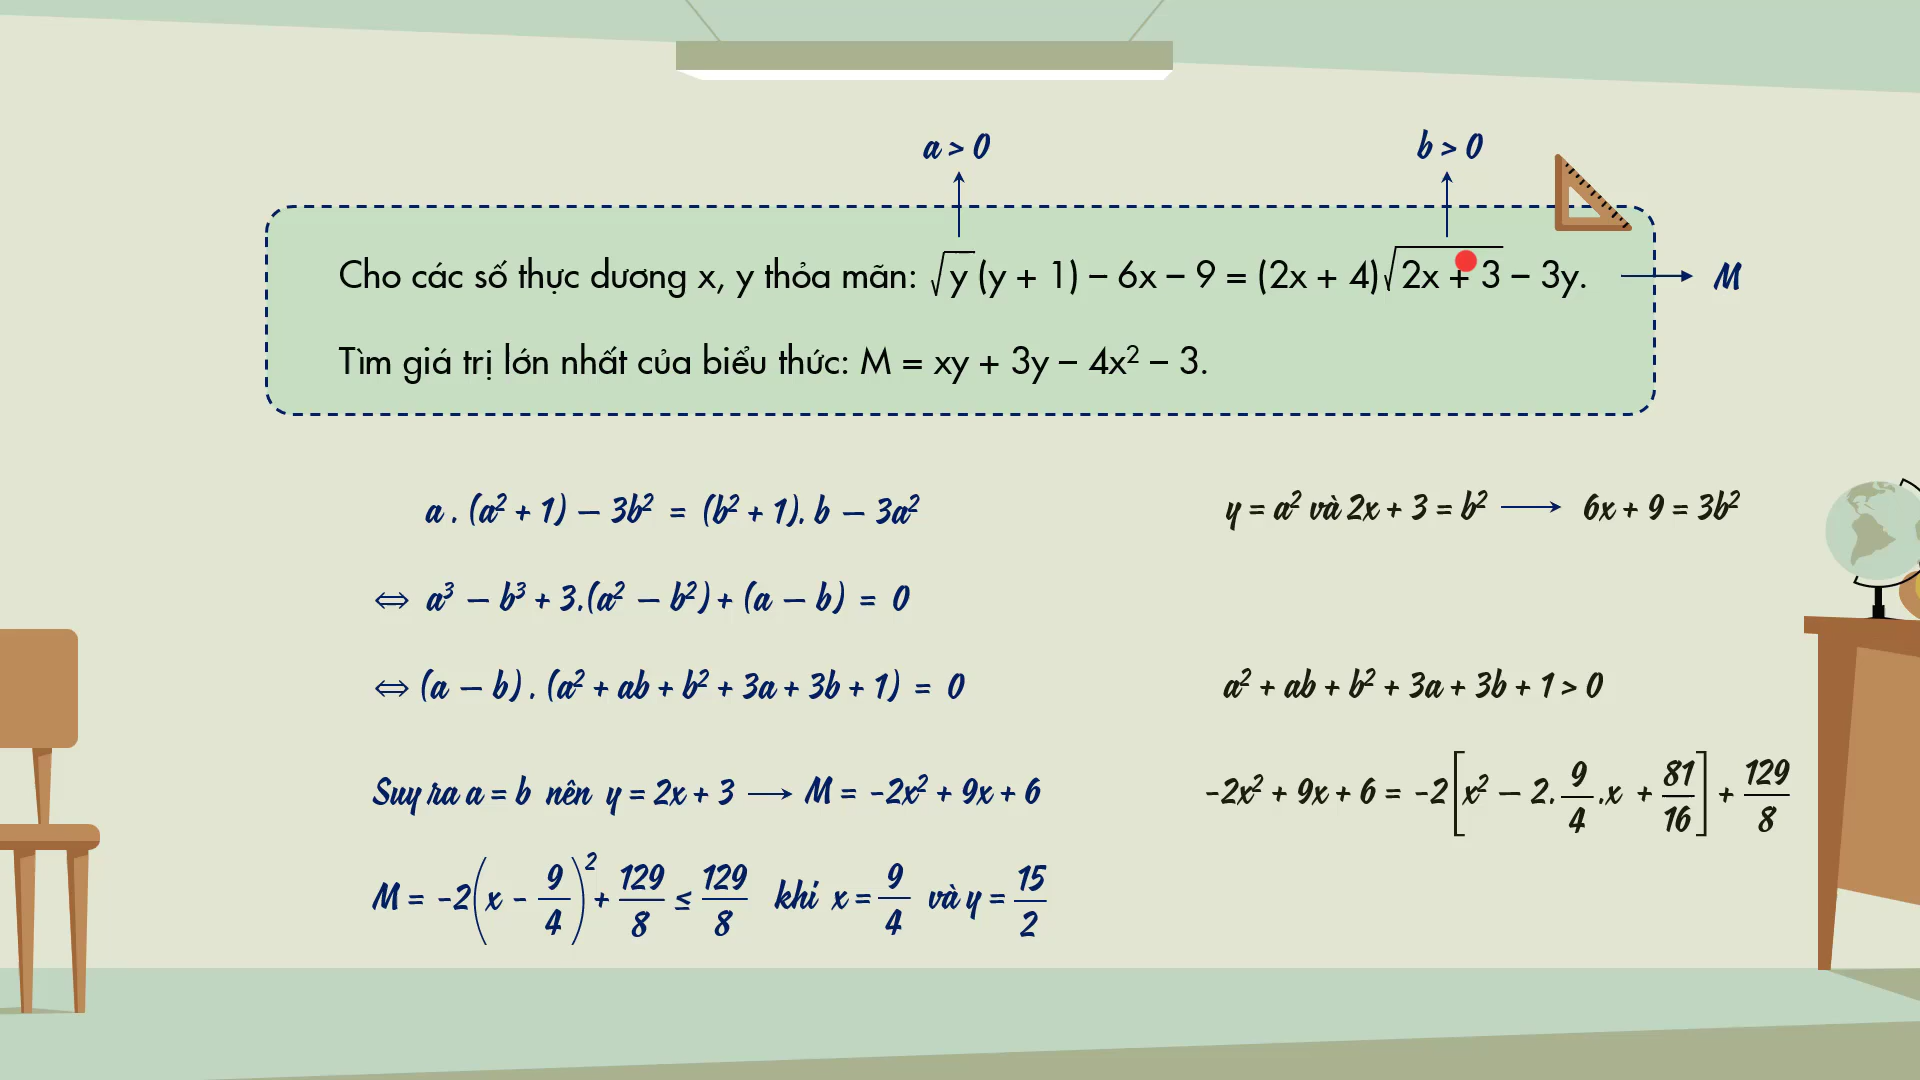 a > 0 b > 0
Cho các số thực dương x, y thỏa mãn: √y (y + 1) – 6x – 9 = (2x + 4)√(2x + 3) – 3y. → M
Tìm giá trị lớn nhất của biểu thức: M = xy + 3y – 4x² – 3.
a . (a² + 1) – 3b² = (b² + 1). b – 3a² y = a² và 2x + 3 = b² → 6x + 9 = 3b²
⇔ a³ – b³ + 3.(a² – b²) + (a – b) = 0
⇔ (a – b) . (a² + ab + b² + 3a + 3b + 1) = 0 a² + ab + b² + 3a + 3b + 1 > 0
Suy ra a = b nên y = 2x + 3 → M = -2x² + 9x + 6 -2x² + 9x + 6 = -2[x² – 2. 9/4 .x + 81/16] + 129/8
M = -2(x - 9/4)² + 129/8 ≤ 129/8 khi x = 9/4 và y = 15/2